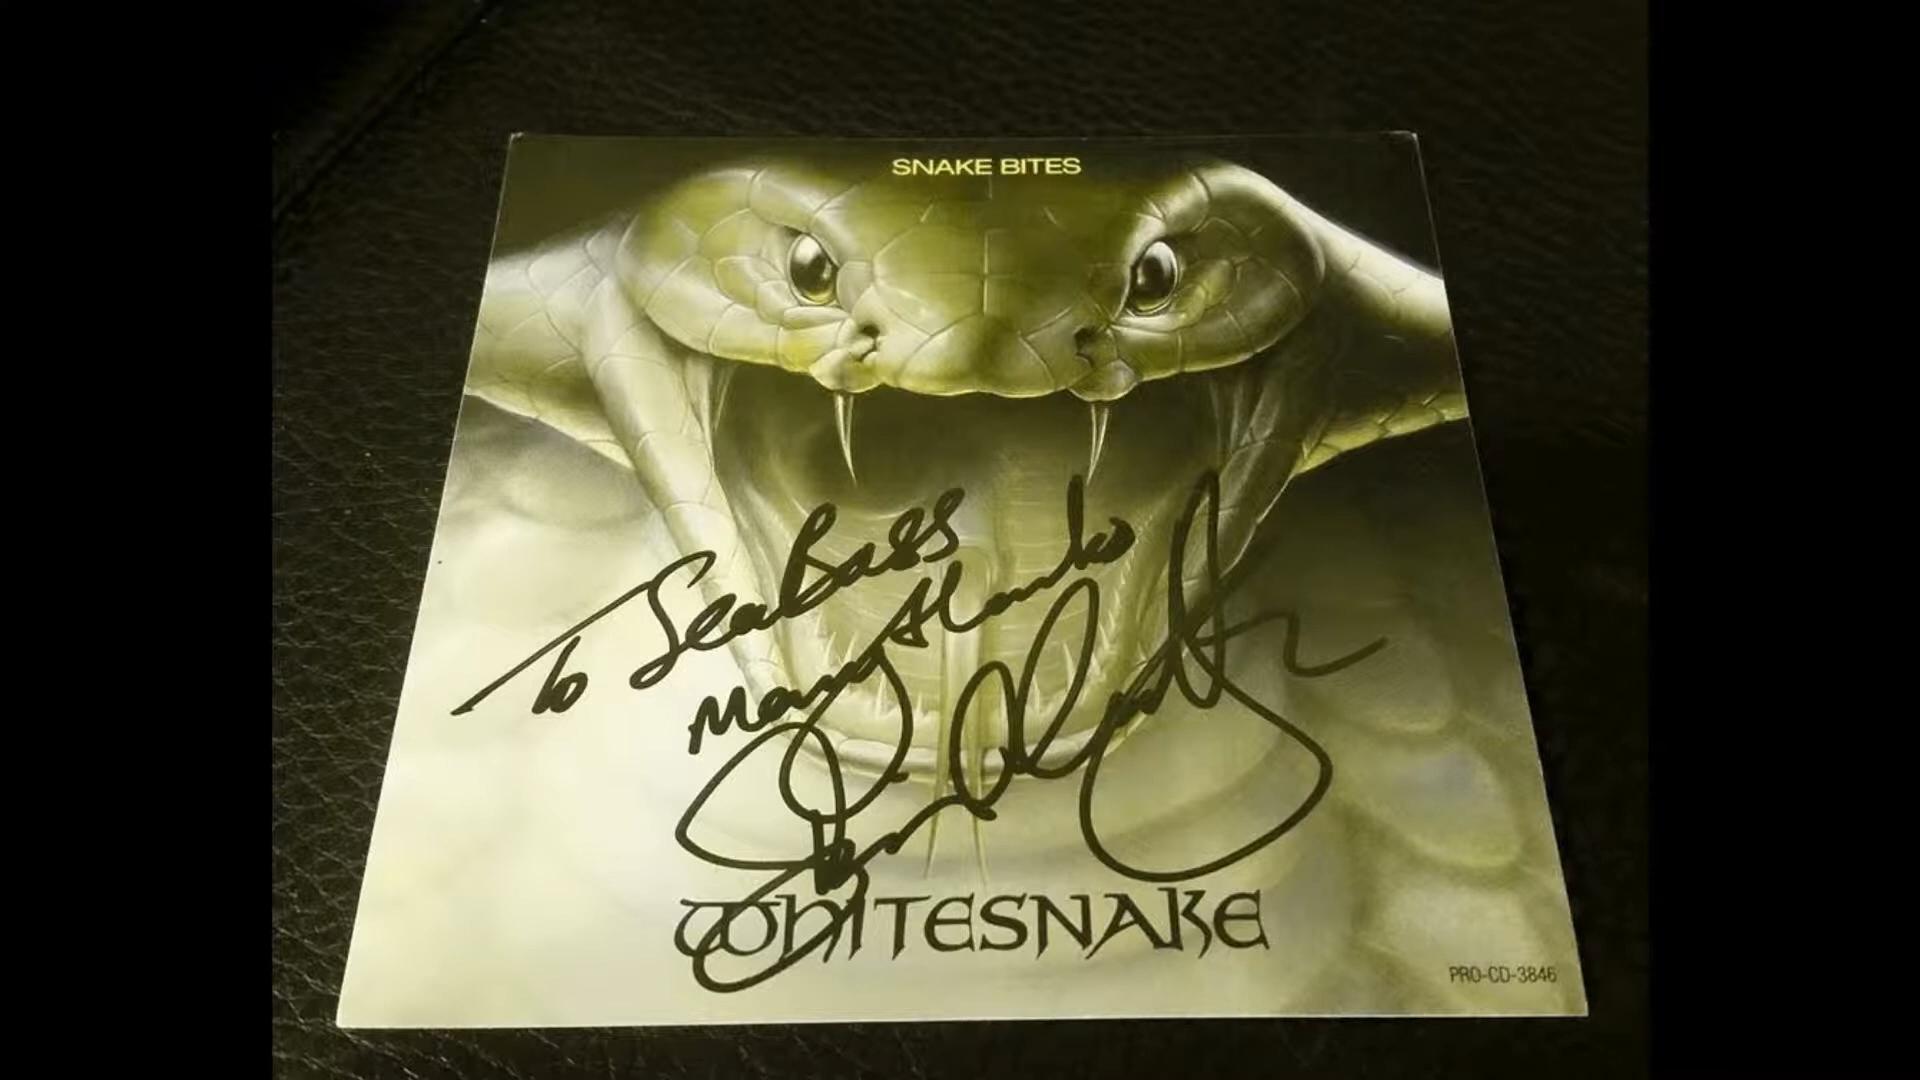 SNAKE BITES
To SeaBass
Many thanks
WHITESNAKE
PRO-CD-3846